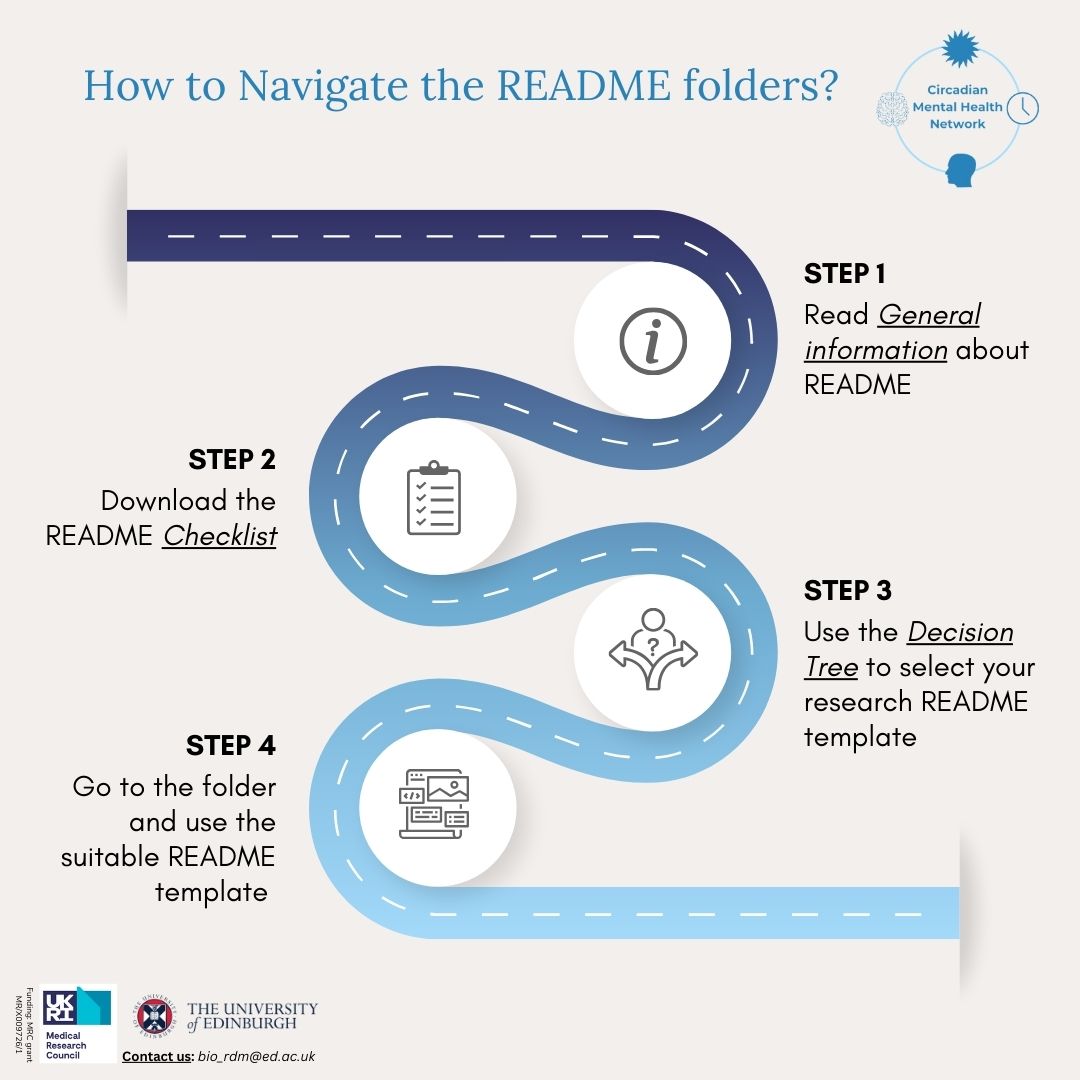 How to Navigate the README folders?
Circadian
Mental Health
Network
STEP 1
Read General
information about
README
STEP 2
Download the
README Checklist
STEP 3
?
Use the Decision
Tree to select your
research README
template
STEP 4
Go to the folder
and use the
suitable README
template
</>
Funding: MRC grant
MR/X009726/1
UK
RI
Medical
Research
Council
THE UNIVERSITY
of EDINBURGH
Contact us: bio_rdm@ed.ac.uk